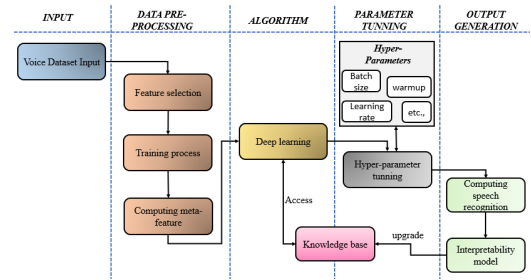 INPUT
DATA PRE-
PROCESSING
ALGORITHM
PARAMETER
TUNNING
OUTPUT
GENERATION
Voice Dataset Input
Feature selection
Training process
Computing meta-
feature
Deep learning
Access
Knowledge base
Hyper-
Parameters
Batch
size
warmup
Learning
rate
etc.,
Hyper-parameter
tunning
upgrade
Computing
speech
recognition
Interpretability
model